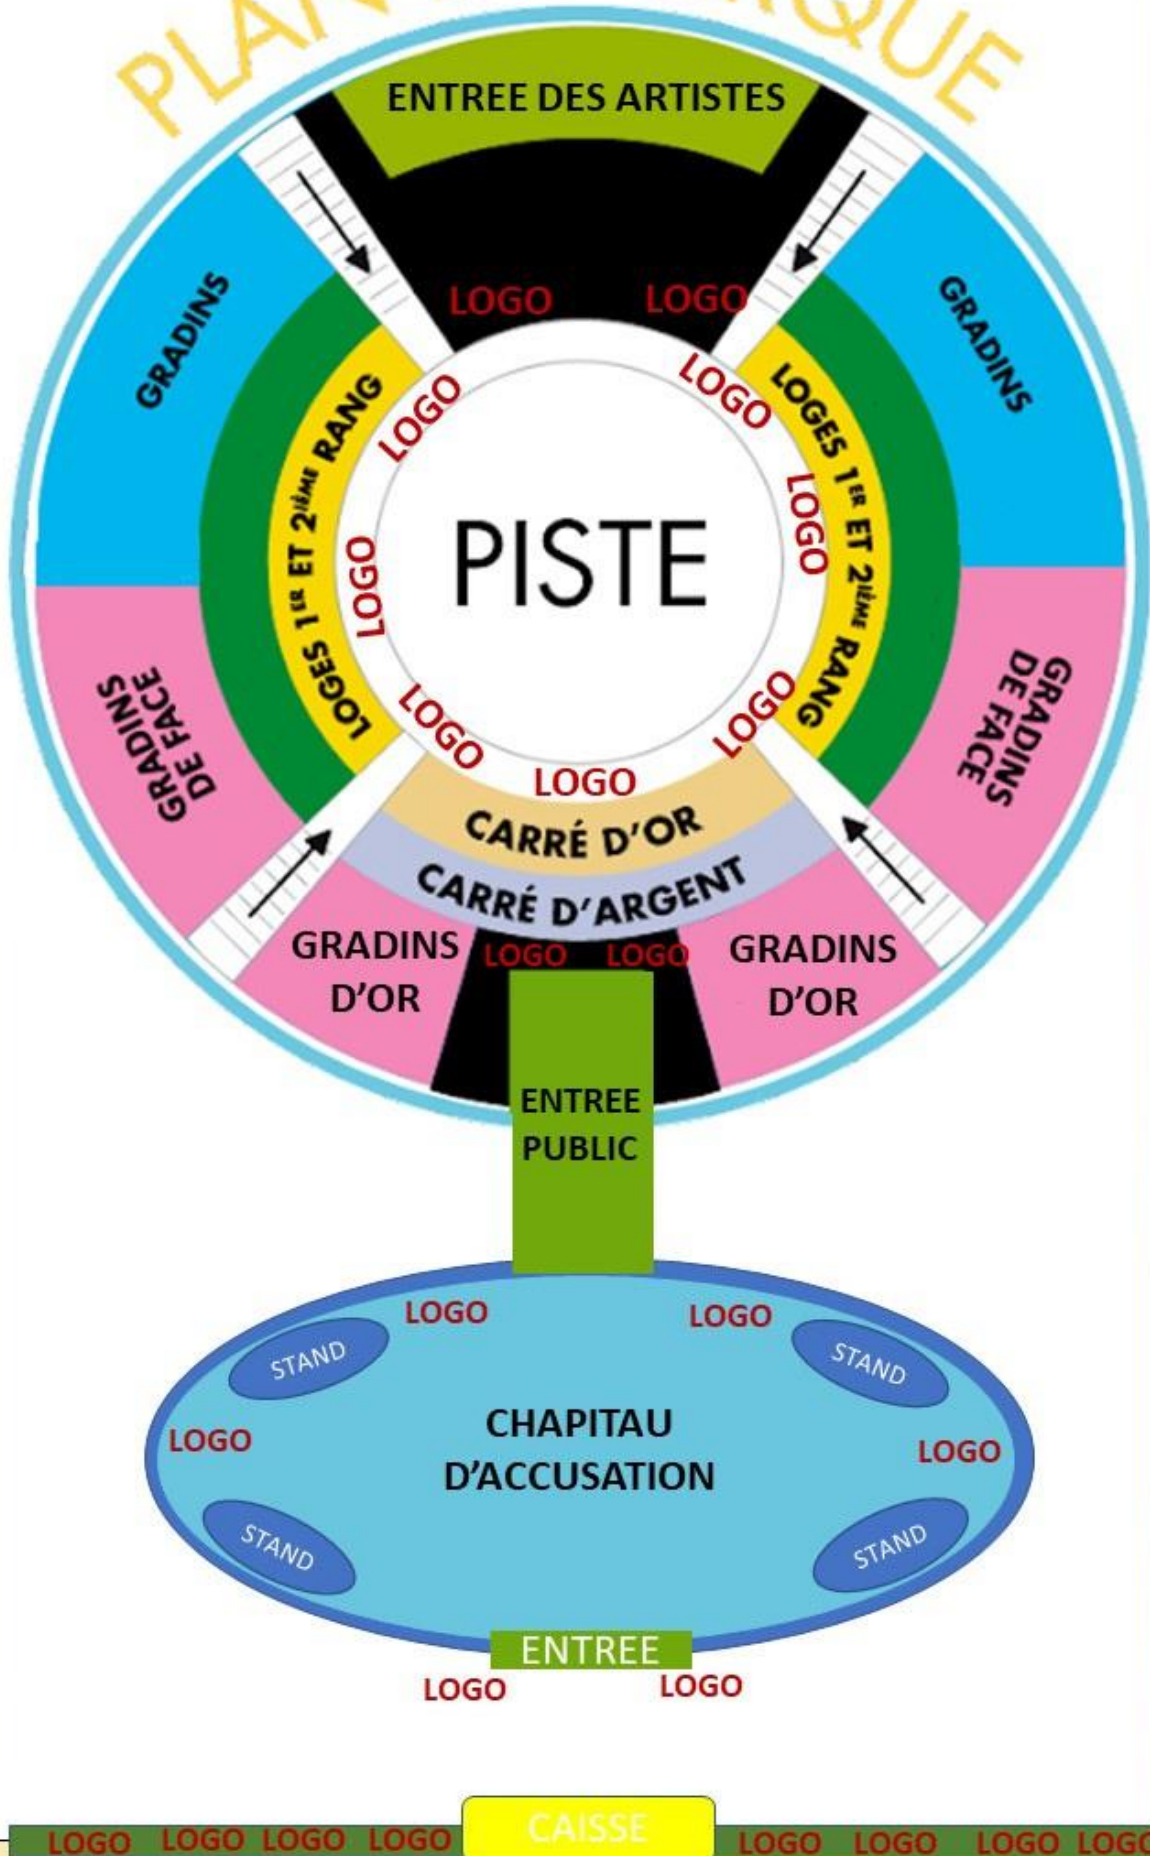 PLAN
QUE
ENTREE DES ARTISTES
LOGO LOGO
GRADINS
GRADINS
LOGO
LOGO
LOGES 1ER ET 2IÈME RANG
LOGES 1ER ET 2IÈME RANG
LOGO
LOGO
PISTE
GRADINS
DE FACE
GRADINS
DE FACE
LOGO
LOGO
LOGO
CARRÉ D'OR
CARRÉ D'ARGENT
GRADINS
D'OR
LOGO LOGO
GRADINS
D'OR
ENTREE
PUBLIC
LOGO
LOGO
STAND
STAND
CHAPITAU
D'ACCUSATION
LOGO
LOGO
STAND
STAND
ENTREE
LOGO
LOGO
CAISSE
LOGO LOGO LOGO LOGO
LOGO LOGO LOGO LOGO